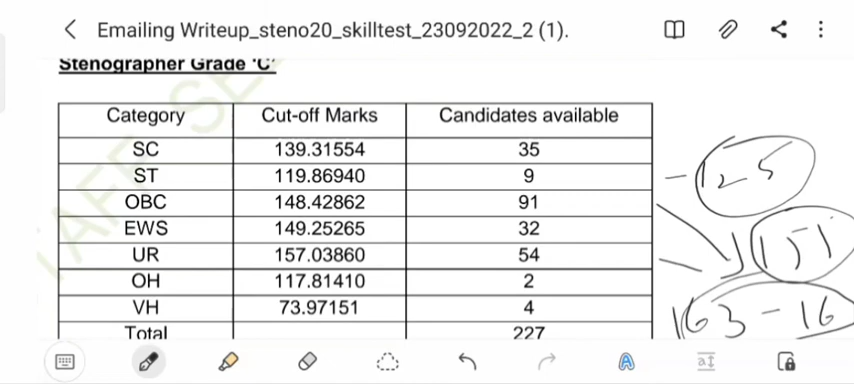 Emailing Writeup_steno20_skilltest_23092022_2 (1).
Stenographer Grade 'C'
Category Cut-off Marks Candidates available
SC 139.31554 35
ST 119.86940 9
OBC 148.42862 91
EWS 149.25265 32
UR 157.03860 54
OH 117.81410 2
VH 73.97151 4
Total 227
- 125
151
163 - 16